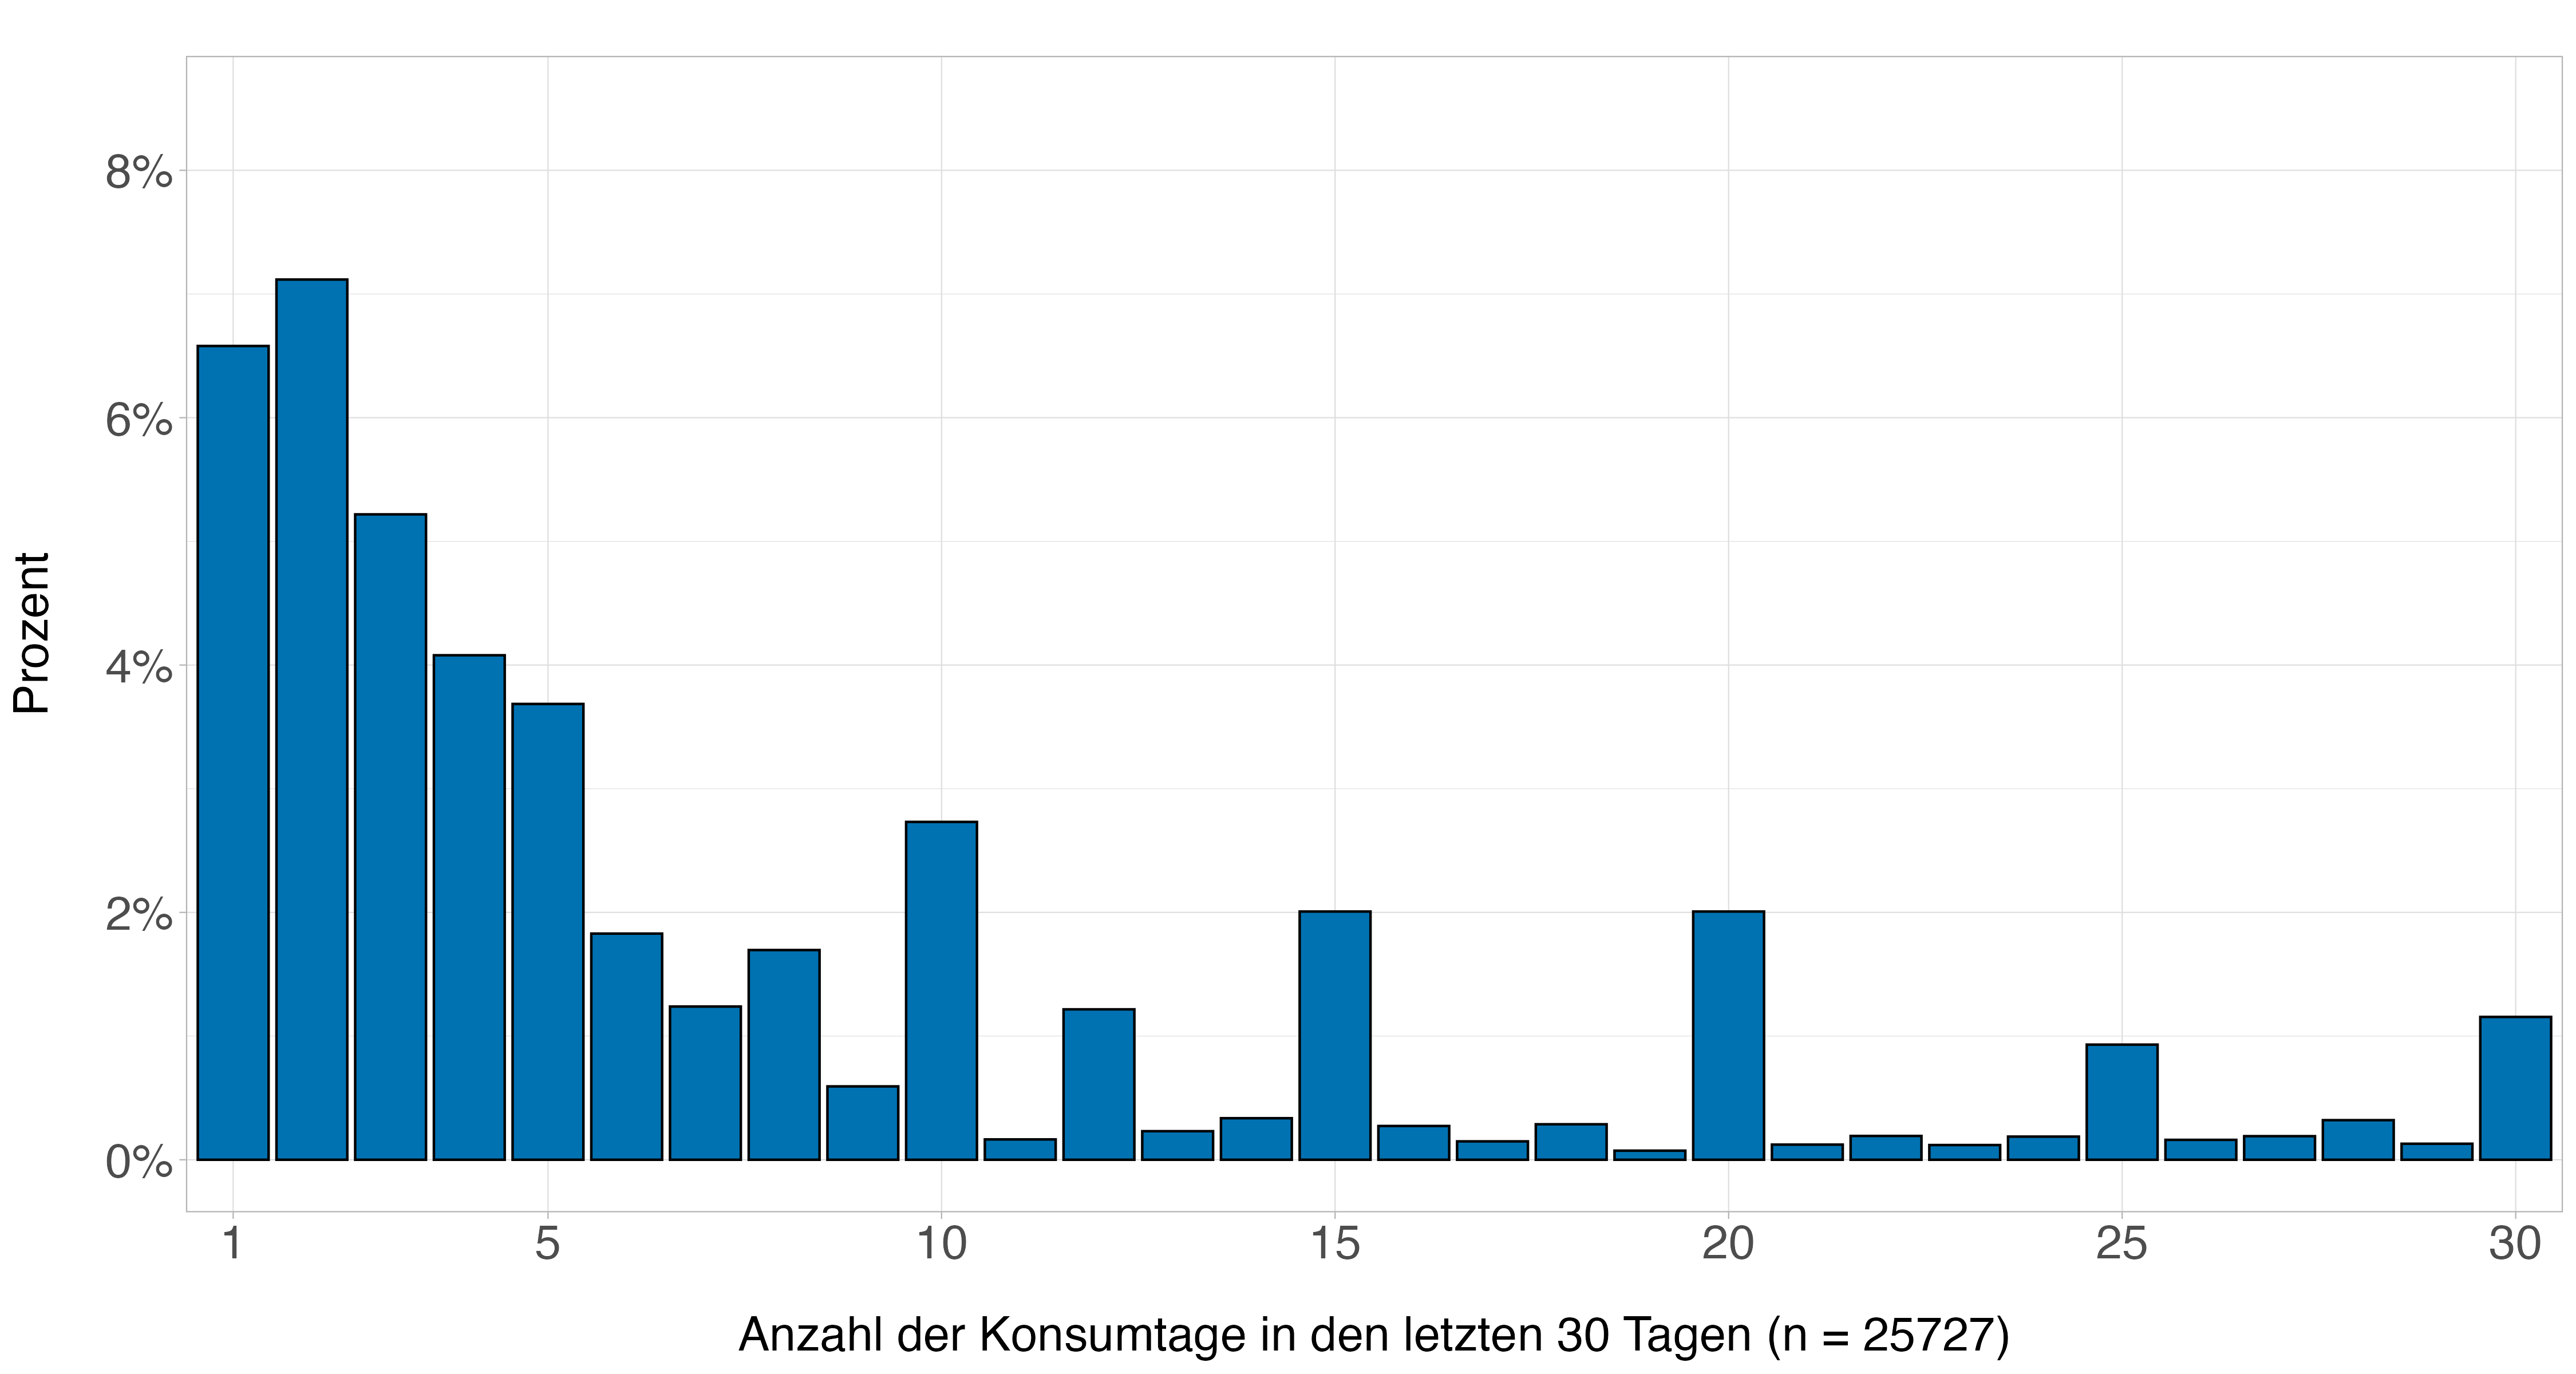 8%
6%
4%
2%
0%
Prozent
1 5 10 15 20 25 30
Anzahl der Konsumtage in den letzten 30 Tagen (n = 25727)